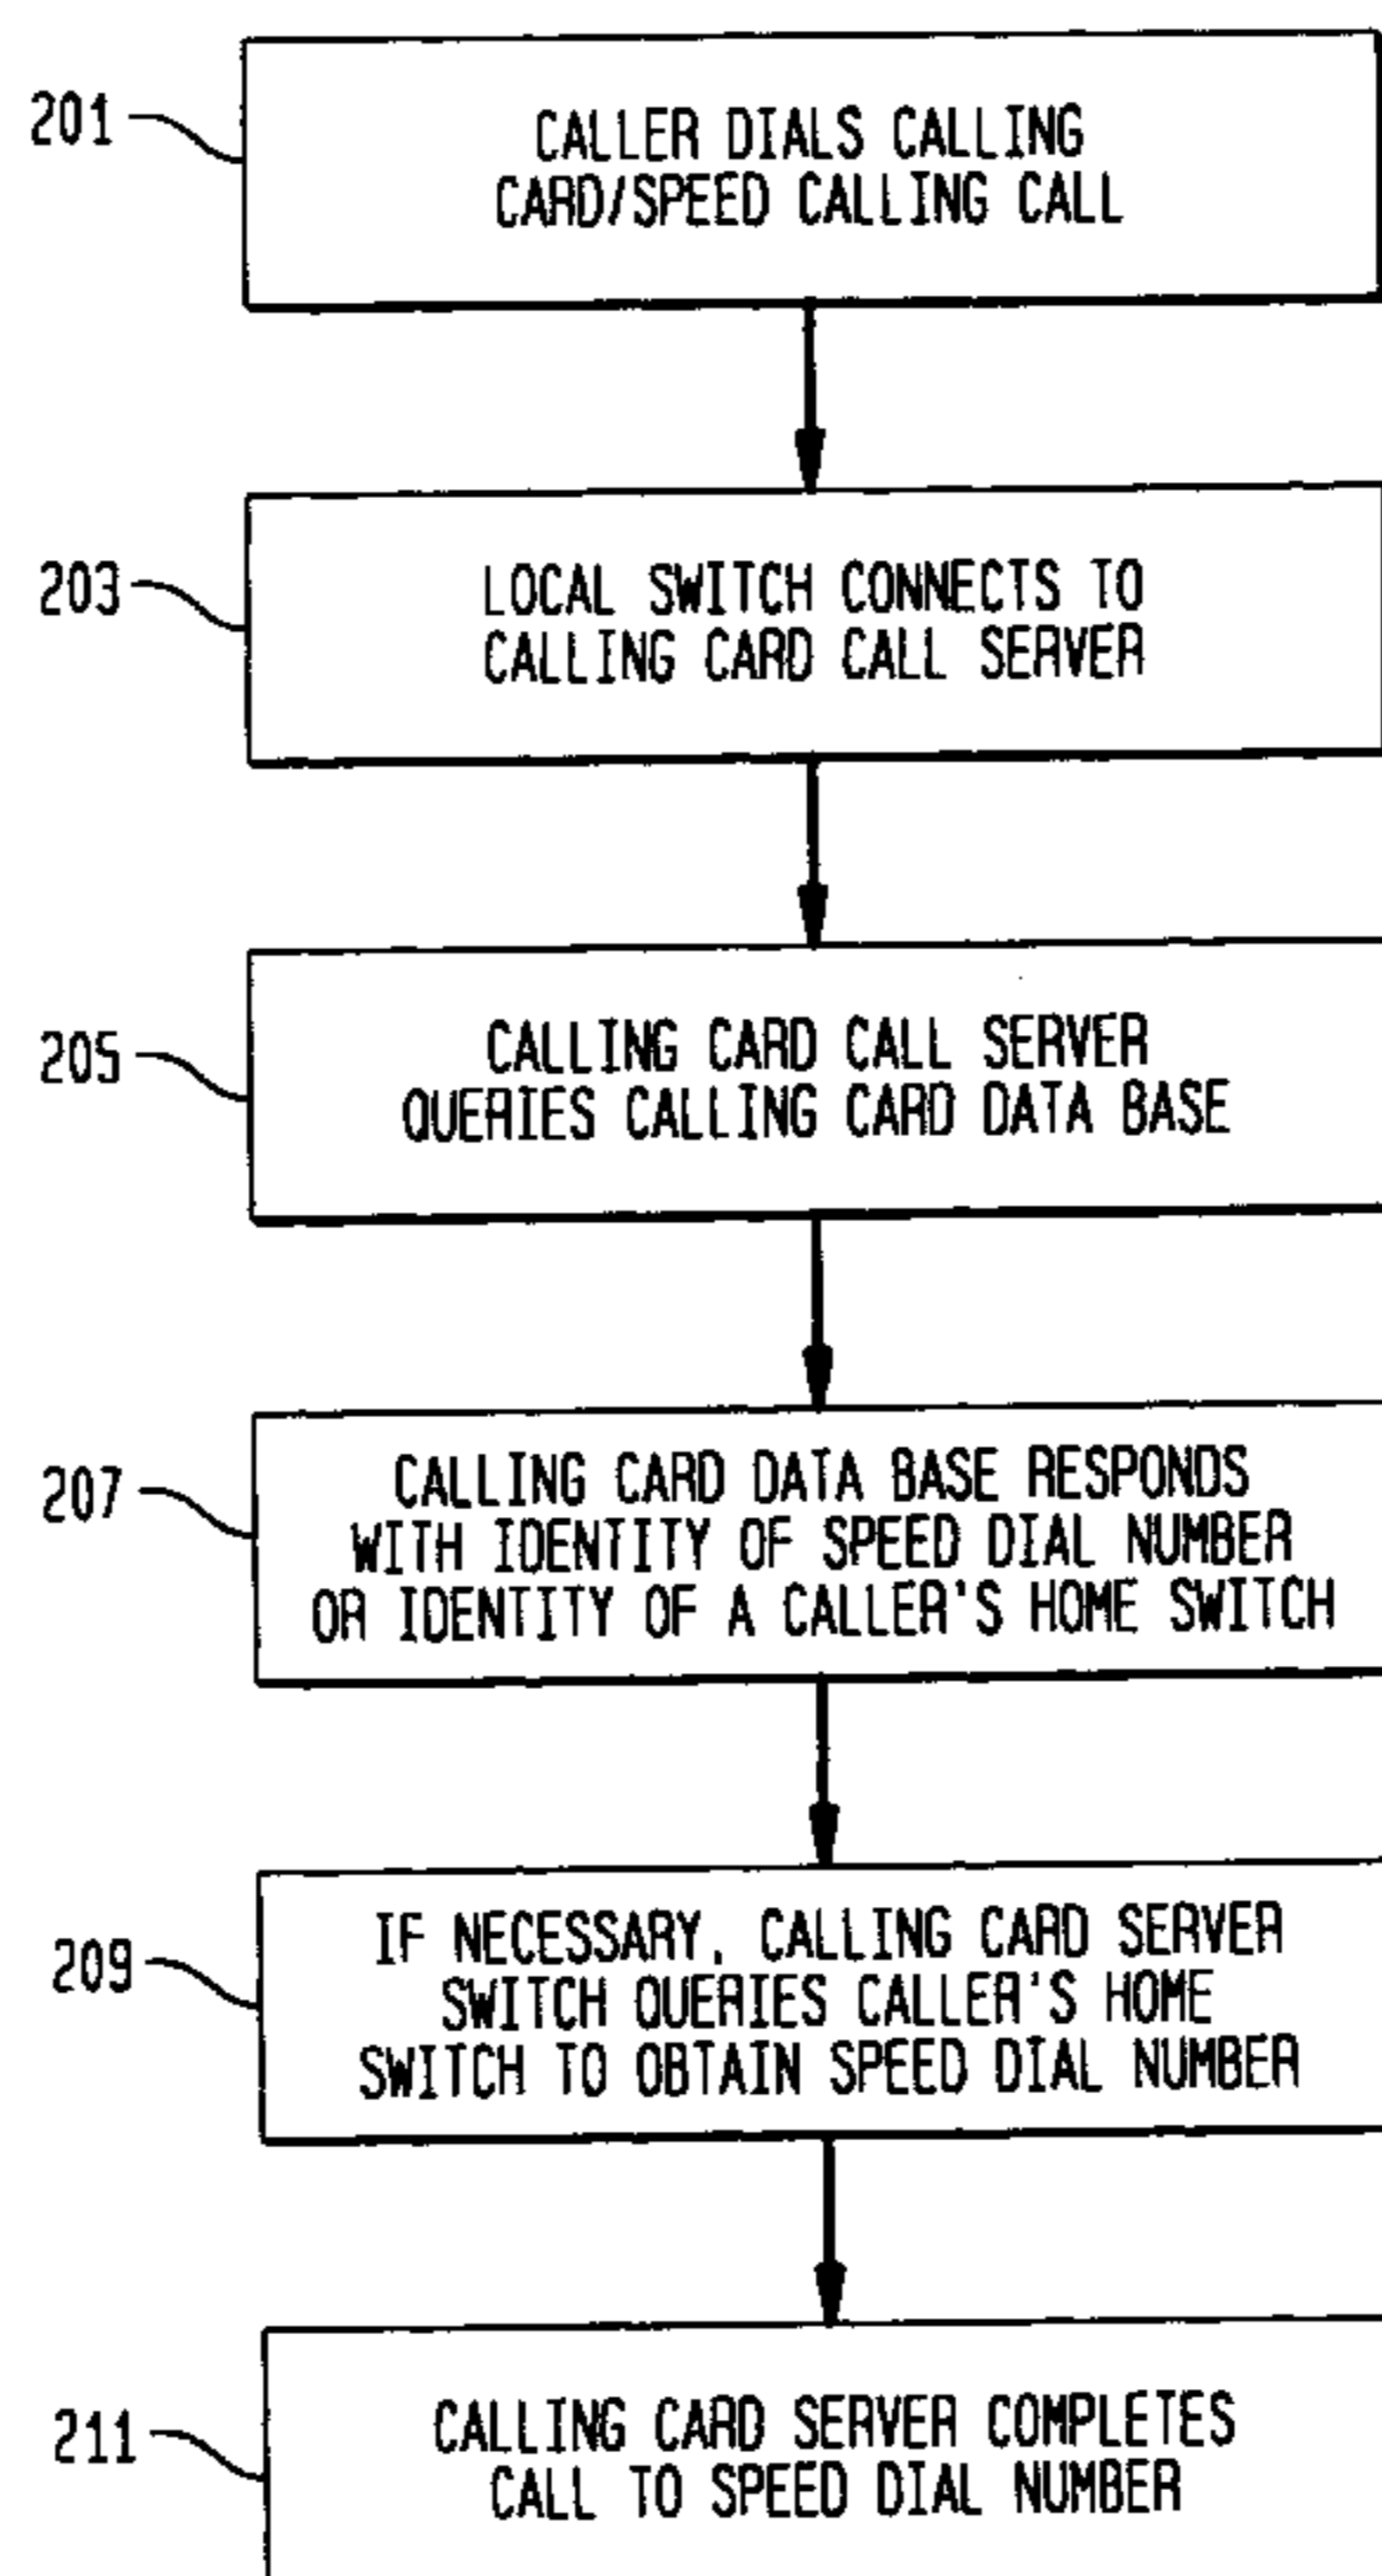 201
CALLER DIALS CALLING
CARD/SPEED CALLING CALL
203
LOCAL SWITCH CONNECTS TO
CALLING CARD CALL SERVER
205
CALLING CARD CALL SERVER
QUERIES CALLING CARD DATA BASE
207
CALLING CARD DATA BASE RESPONDS
WITH IDENTITY OF SPEED DIAL NUMBER
OR IDENTITY OF A CALLER'S HOME SWITCH
209
IF NECESSARY, CALLING CARD SERVER
SWITCH QUERIES CALLER'S HOME
SWITCH TO OBTAIN SPEED DIAL NUMBER
211
CALLING CARD SERVER COMPLETES
CALL TO SPEED DIAL NUMBER